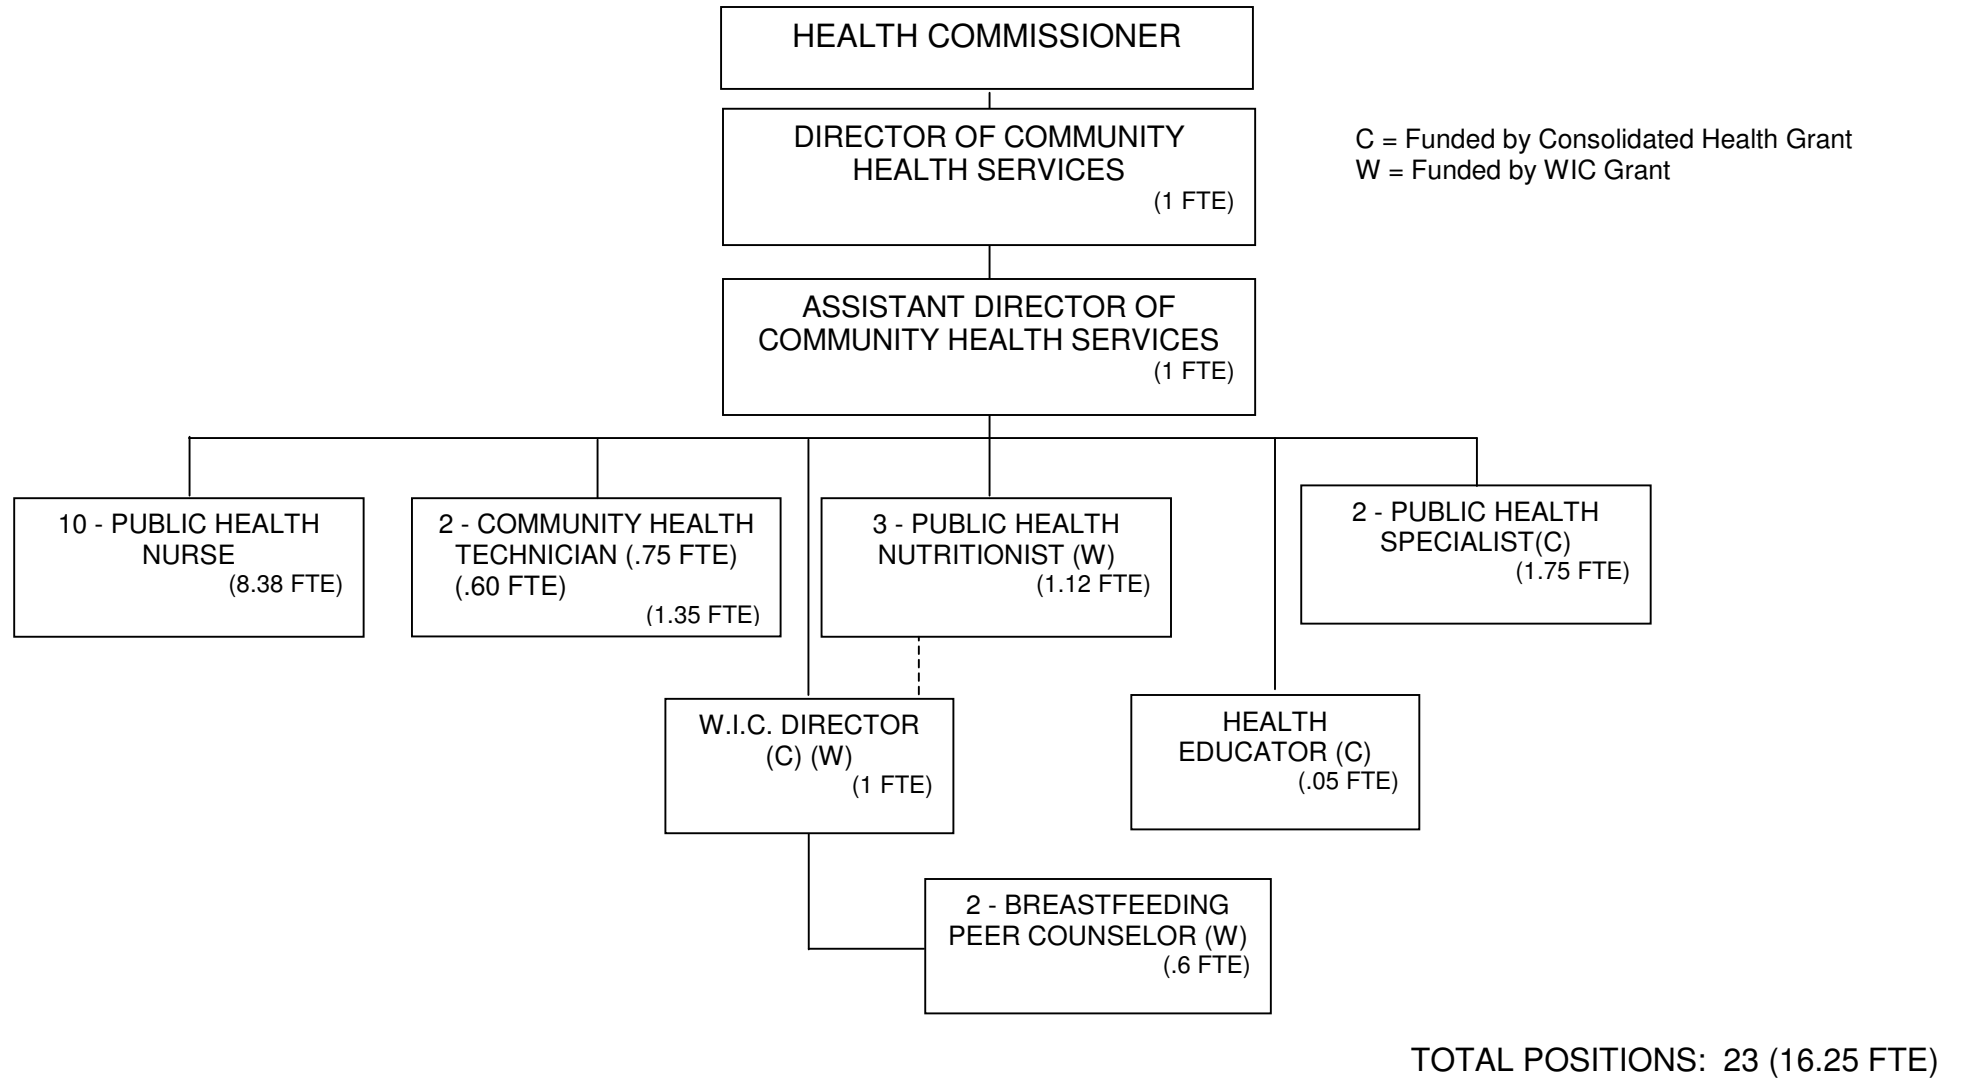 HEALTH COMMISSIONER
DIRECTOR OF COMMUNITY
HEALTH SERVICES
(1 FTE)
C = Funded by Consolidated Health Grant
W = Funded by WIC Grant
ASSISTANT DIRECTOR OF
COMMUNITY HEALTH SERVICES
(1 FTE)
10 - PUBLIC HEALTH
NURSE
(8.38 FTE)
2 - COMMUNITY HEALTH
TECHNICIAN (.75 FTE)
(.60 FTE)
(1.35 FTE)
3 - PUBLIC HEALTH
NUTRITIONIST (W)
(1.12 FTE)
2 - PUBLIC HEALTH
SPECIALIST(C)
(1.75 FTE)
W.I.C. DIRECTOR
(C) (W)
(1 FTE)
HEALTH
EDUCATOR (C)
(.05 FTE)
2 - BREASTFEEDING
PEER COUNSELOR (W)
(.6 FTE)
TOTAL POSITIONS: 23 (16.25 FTE)